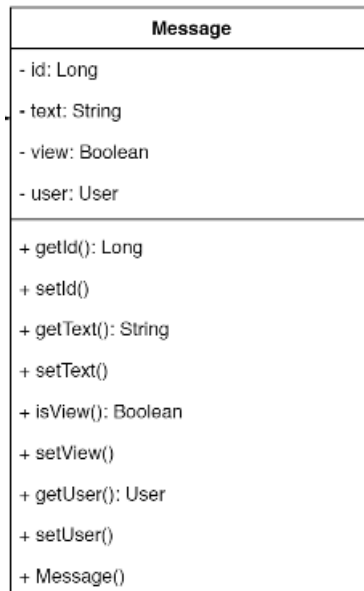 Message
- id: Long
- text: String
- view: Boolean
- user: User
+ getId(): Long
+ setId()
+ getText(): String
+ setText()
+ isView(): Boolean
+ setView()
+ getUser(): User
+ setUser()
+ Message()